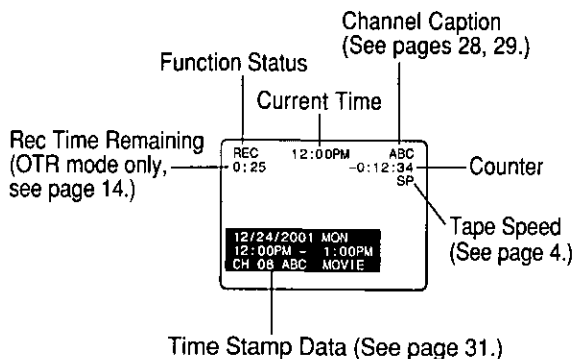 Channel Caption
(See pages 28, 29.)
Function Status
Current Time
Rec Time Remaining
(OTR mode only,
see page 14.)
REC 12:00PM ABC
0:25 -0:12:34
SP
Counter
Tape Speed
(See page 4.)
12/24/2001 MON
12:00PM - 1:00PM
CH 08 ABC MOVIE
Time Stamp Data (See page 31.)